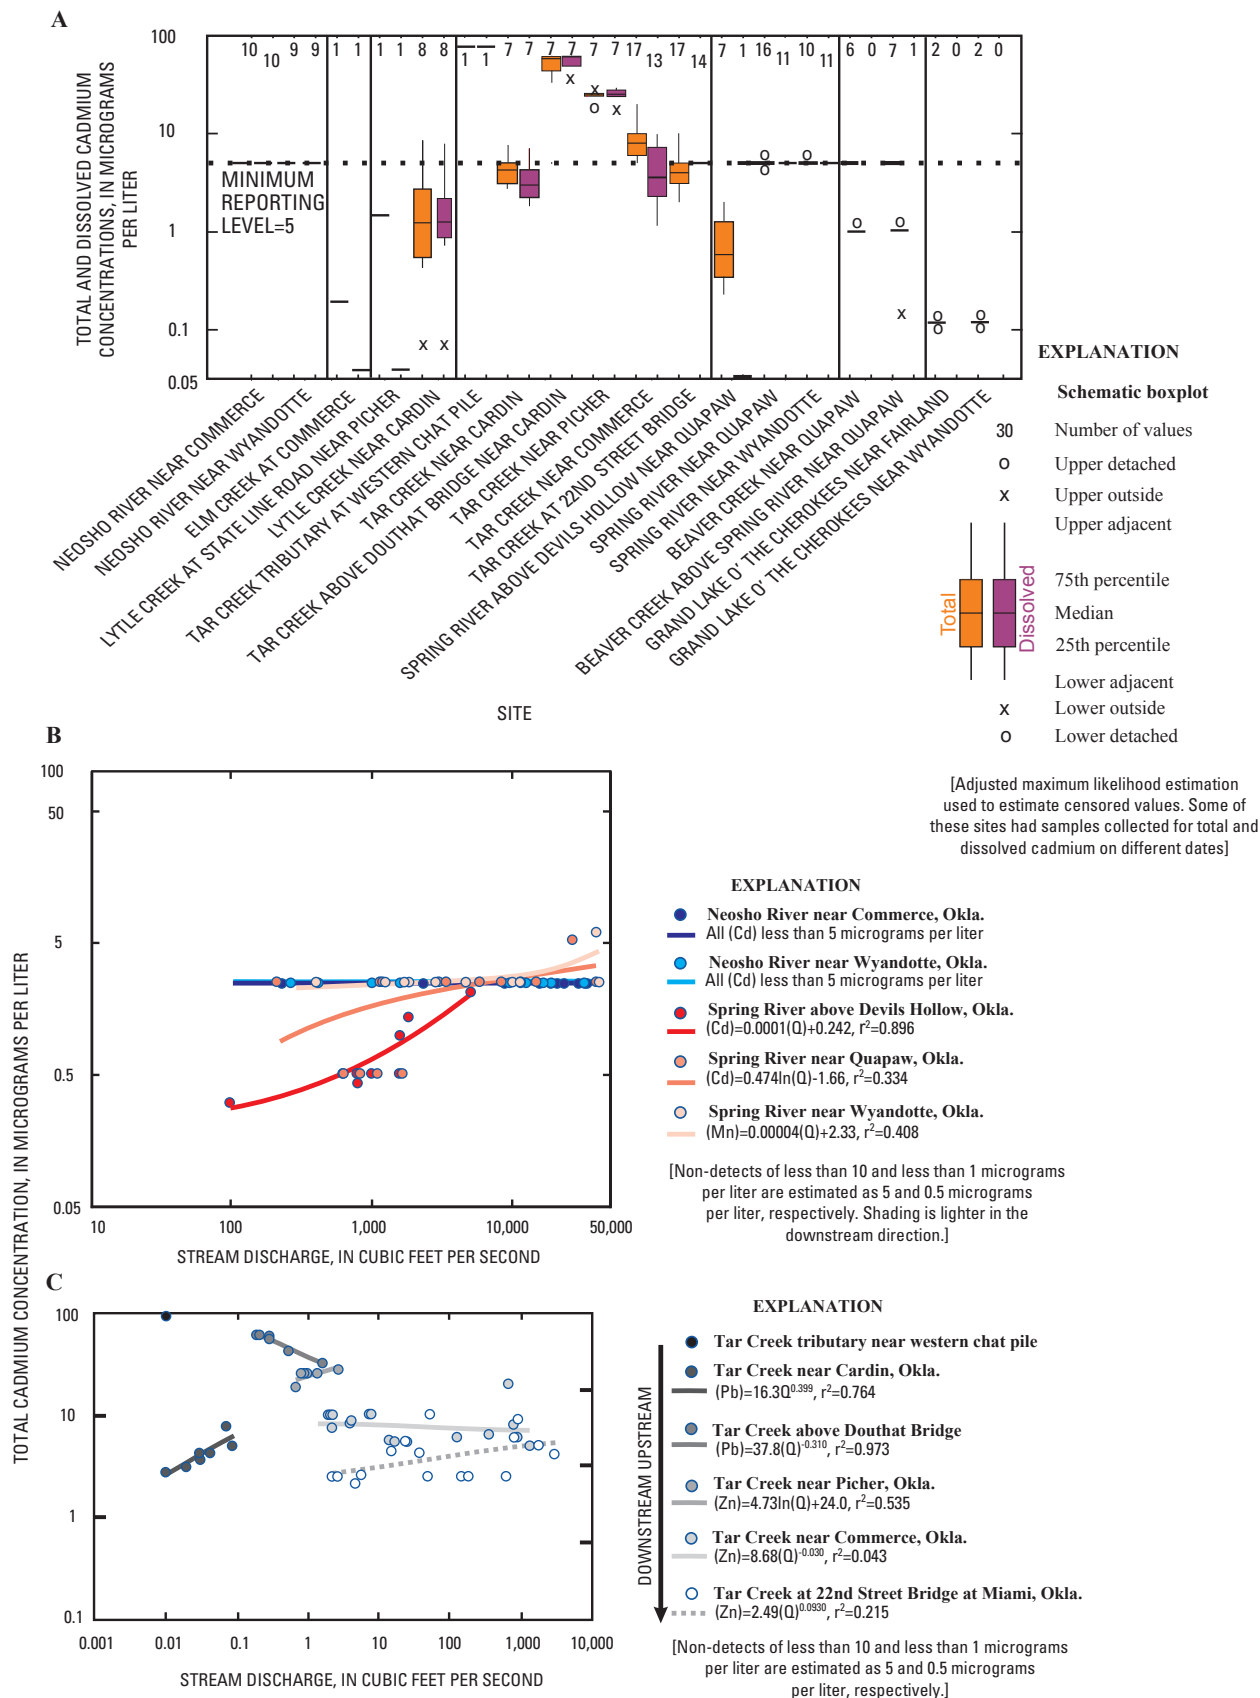 A
TOTAL AND DISSOLVED CADMIUM
CONCENTRATIONS, IN MICROGRAMS
PER LITER
100
10
1
0.1
0.05
10
10
9
9
1
1
1
1
8
8
1
1
7
7
7
7
7
7
17
13
17
14
7
1
16
11
10
11
6
0
7
1
2
0
2
0
MINIMUM
REPORTING
LEVEL=5
NEOSHO RIVER NEAR COMMERCE
NEOSHO RIVER NEAR WYANDOTTE
ELM CREEK AT COMMERCE
LYTLE CREEK AT STATE LINE ROAD NEAR PICHER
LYTLE CREEK NEAR CARDIN
TAR CREEK TRIBUTARY AT WESTERN CHAT PILE
TAR CREEK NEAR CARDIN
TAR CREEK ABOVE DOUTHAT BRIDGE NEAR CARDIN
TAR CREEK NEAR PICHER
TAR CREEK NEAR COMMERCE
TAR CREEK AT 22ND STREET BRIDGE
SPRING RIVER ABOVE DEVILS HOLLOW NEAR QUAPAW
SPRING RIVER NEAR QUAPAW
SPRING RIVER NEAR WYANDOTTE
BEAVER CREEK NEAR QUAPAW
BEAVER CREEK ABOVE SPRING RIVER NEAR QUAPAW
GRAND LAKE O' THE CHEROKEES NEAR FAIRLAND
GRAND LAKE O' THE CHEROKEES NEAR WYANDOTTE
SITE
EXPLANATION
Schematic boxplot
30 Number of values
o Upper detached
x Upper outside
Upper adjacent
75th percentile
Median
25th percentile
Lower adjacent
x Lower outside
o Lower detached
Total
Dissolved
[Adjusted maximum likelihood estimation
used to estimate censored values. Some of
these sites had samples collected for total and
dissolved cadmium on different dates]
B
TOTAL CADMIUM CONCENTRATION, IN MICROGRAMS PER LITER
100
50
5
0.5
0.05
10
100
1,000
10,000
50,000
STREAM DISCHARGE, IN CUBIC FEET PER SECOND
EXPLANATION
Neosho River near Commerce, Okla.
All (Cd) less than 5 micrograms per liter
Neosho River near Wyandotte, Okla.
All (Cd) less than 5 micrograms per liter
Spring River above Devils Hollow, Okla.
(Cd)=0.0001(Q)+0.242, r²=0.896
Spring River near Quapaw, Okla.
(Cd)=0.474ln(Q)-1.66, r²=0.334
Spring River near Wyandotte, Okla.
(Mn)=0.00004(Q)+2.33, r²=0.408
[Non-detects of less than 10 and less than 1 micrograms
per liter are estimated as 5 and 0.5 micrograms
per liter, respectively. Shading is lighter in the
downstream direction.]
C
100
10
1
0.1
0.001
0.01
0.1
1
10
100
1,000
10,000
STREAM DISCHARGE, IN CUBIC FEET PER SECOND
EXPLANATION
DOWNSTREAM UPSTREAM
Tar Creek tributary near western chat pile
Tar Creek near Cardin, Okla.
(Pb)=16.3Q^0.399, r²=0.764
Tar Creek above Douthat Bridge
(Pb)=37.8(Q)^-0.310, r²=0.973
Tar Creek near Picher, Okla.
(Zn)=4.73ln(Q)+24.0, r²=0.535
Tar Creek near Commerce, Okla.
(Zn)=8.68(Q)^-0.030, r²=0.043
Tar Creek at 22nd Street Bridge at Miami, Okla.
(Zn)=2.49(Q)^0.0930, r²=0.215
[Non-detects of less than 10 and less than 1 micrograms
per liter are estimated as 5 and 0.5 micrograms
per liter, respectively.]